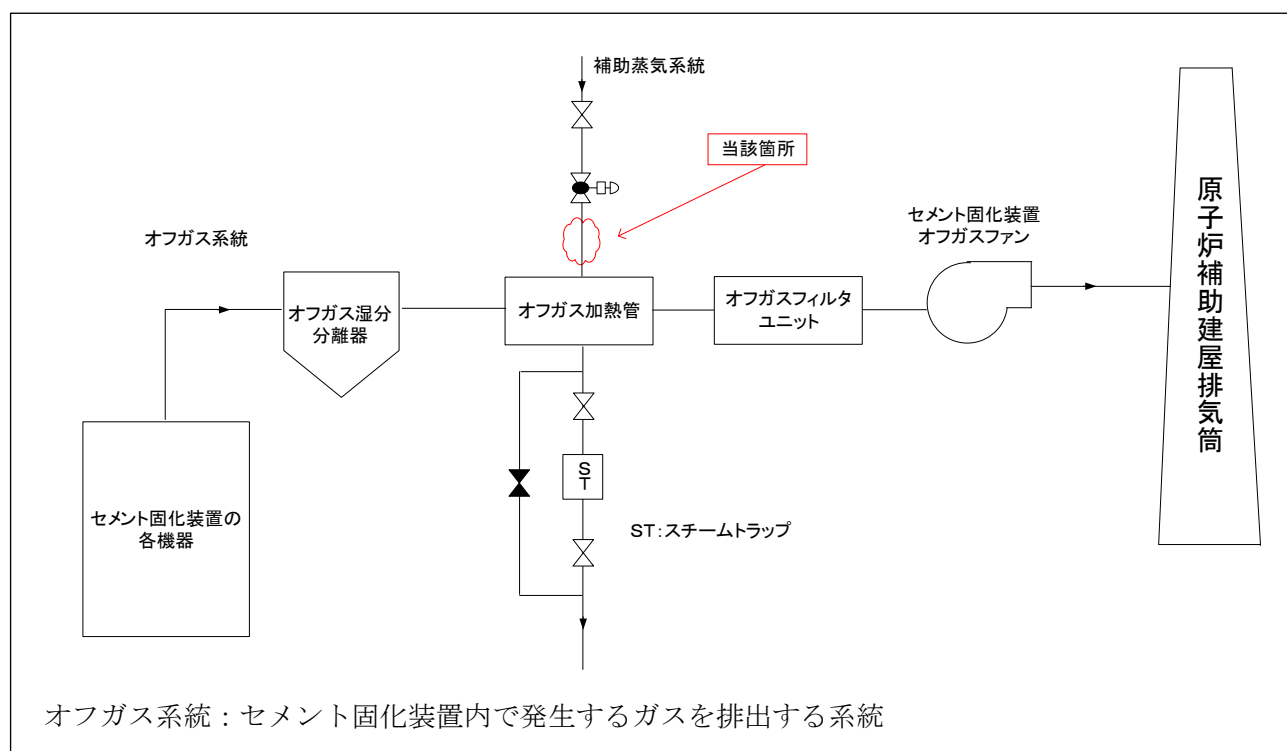 補助蒸気系統
当該箇所
オフガス系統
セメント固化装置
オフガスファン
オフガス湿分
分離器
オフガス加熱管
オフガスフィルタ
ユニット
原子炉補助建屋排気筒
セメント固化装置の
各機器
ST
ST:スチームトラップ
オフガス系統:セメント固化装置内で発生するガスを排出する系統